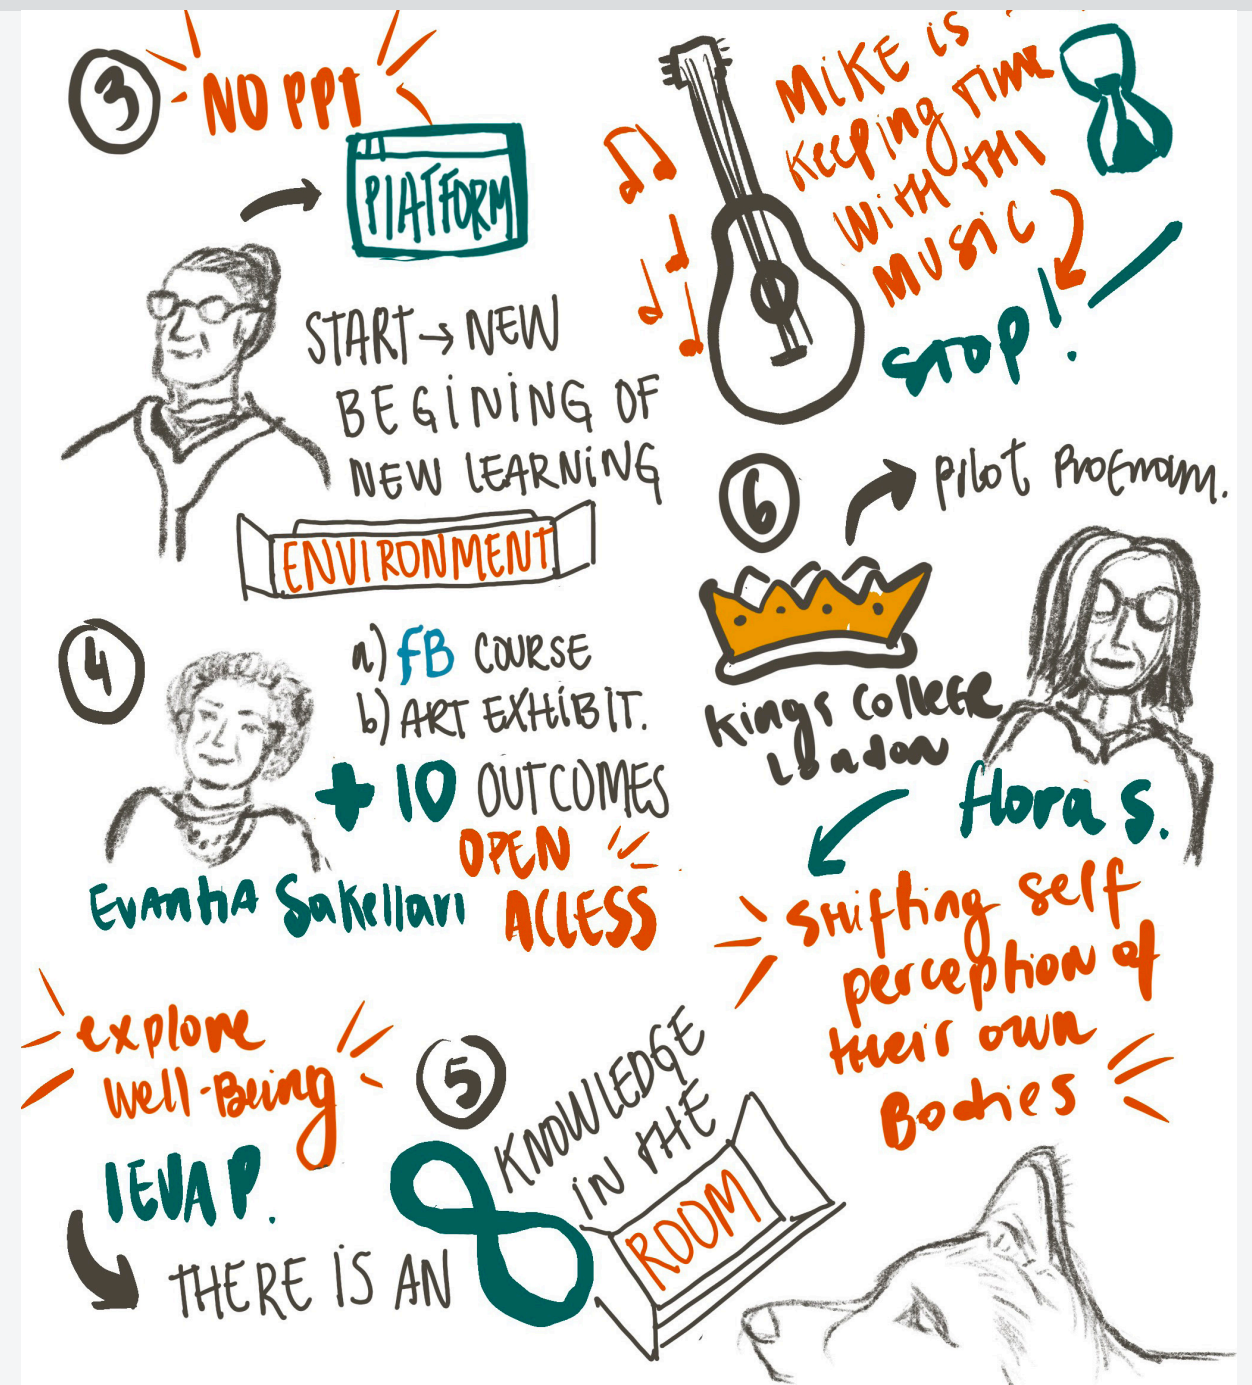 3
NO PPT
PLATFORM
START → NEW
BEGINING OF
NEW LEARNING
ENVIRONMENT
MIKE IS
KEEPING TIME
WITH THE
MUSIC
STOP!
4
a) FB COURSE
b) ART EXHIBIT.
+ 10 OUTCOMES
OPEN
ACCESS
EVANTIA Sakellari
6
Pilot Program.
kings College
London
flora S.
Shifting self
perception of
their own
Bodies
explore
Well-Being
IEVA P.
THERE IS AN
5
∞
KNOWLEDGE
IN THE
ROOM